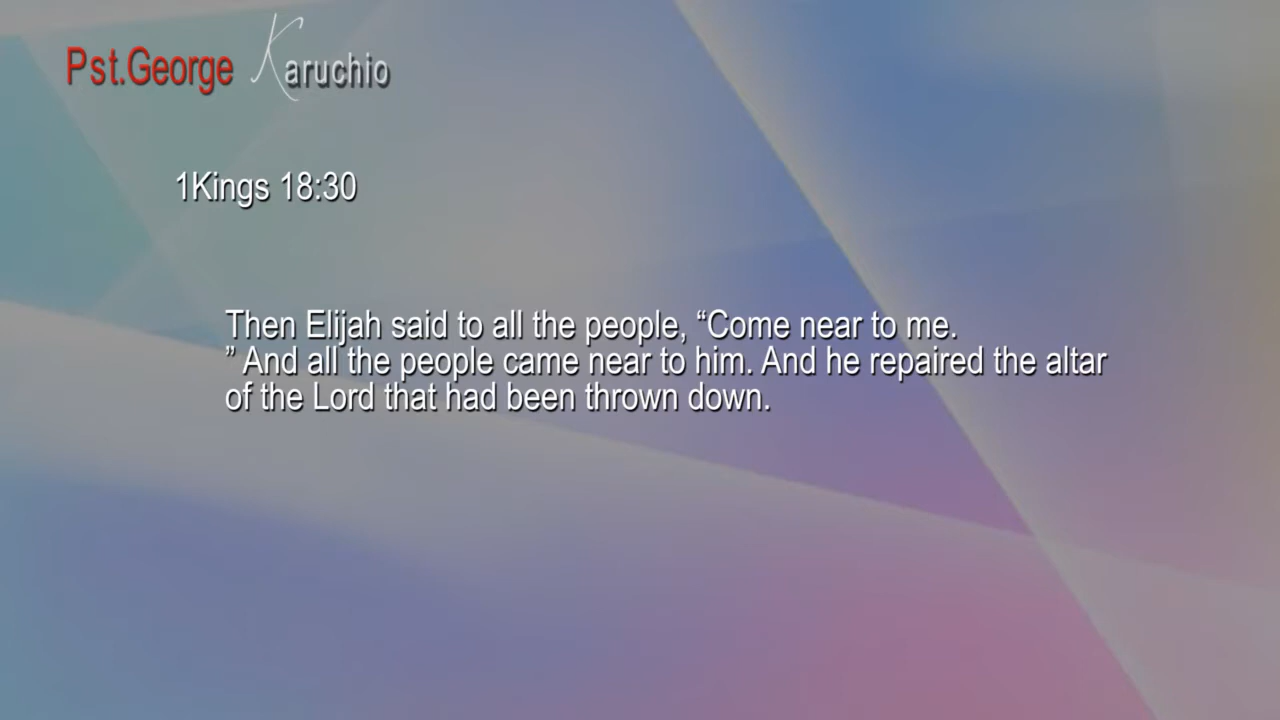 Pst.George Karuchio
1Kings 18:30
Then Elijah said to all the people, “Come near to me.
” And all the people came near to him. And he repaired the altar
of the Lord that had been thrown down.